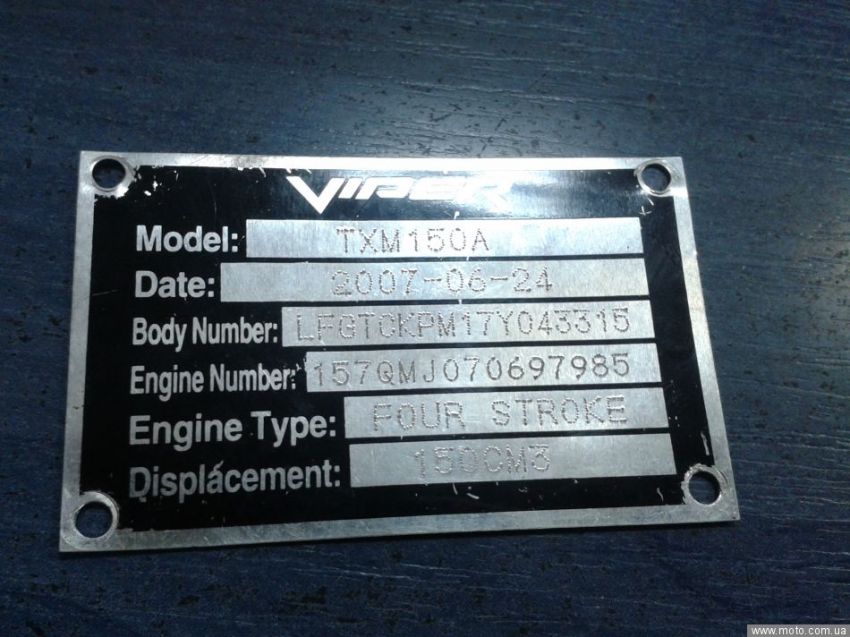 VIPER
Model: TXM150A
Date: 2007-06-24
Body Number: LFGTCKPM17Y043315
Engine Number: 157QMJ070697985
Engine Type: FOUR STROKE
Displacement: 150CM3
www.moto.com.ua